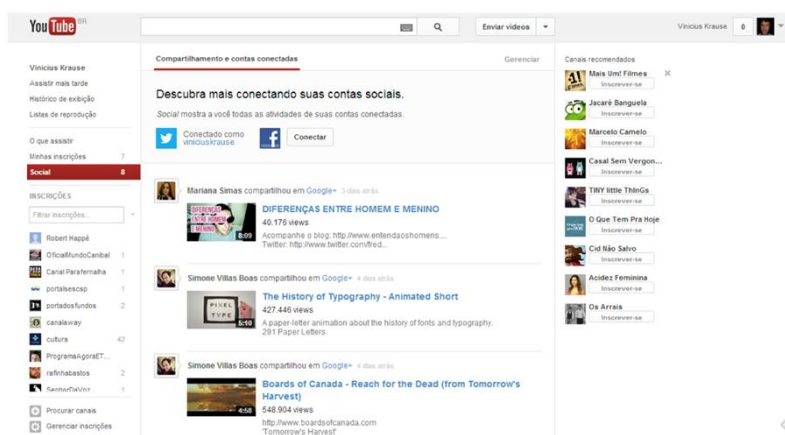 YouTube BR
Enviar vídeos
Vinicius Krause 0
Vinicius Krause
Assistir mais tarde
Histórico de exibição
Listas de reprodução
O que assistir
Minhas inscrições 7
Social 8
INSCRIÇÕES
Filtrar inscrições...
Robert Happé
OficialMundoCanibal 1
Canal Parafernalha 1
portalsescsp 1
portadosfundos 2
canalaway
cultura 42
ProgramaAgoraET...
rafinhabastos 2
SenhorDaVoz 1
Procurar canais
Gerenciar inscrições
Compartilhamento e contas conectadas Gerenciar
Descubra mais conectando suas contas sociais.
Social mostra a você todas as atividades de suas contas conectadas.
Conectado como
viniciuskrause
Conectar
Mariana Simas compartilhou em Google+ 3 dias atrás
DIFERENÇAS
ENTRE HOMEM
E MENINO
8:09
DIFERENÇAS ENTRE HOMEM E MENINO
40.176 views
Acompanhe o blog: http://www.entendaoshomens....
Twitter: http://www.twitter.com/fred...
Simone Villas Boas compartilhou em Google+ 4 dias atrás
PIXEL
TYPE
5:10
The History of Typography - Animated Short
427.446 views
A paper-letter animation about the history of fonts and typography.
291 Paper Letters.
Simone Villas Boas compartilhou em Google+ 4 dias atrás
4:58
Boards of Canada - Reach for the Dead (from Tomorrow's
Harvest)
548.904 views
http://www.boardsofcanada.com
'Tomorrow's Harvest'
Canais recomendados
Mais Um! Filmes
Inscrever-se
Jacaré Banguela
Inscrever-se
Marcelo Camelo
Inscrever-se
Casal Sem Vergon...
Inscrever-se
TINY little ThInGs
Inscrever-se
O Que Tem Pra Hoje
Inscrever-se
Cid Não Salvo
Inscrever-se
Acidez Feminina
Inscrever-se
Os Arrais
Inscrever-se